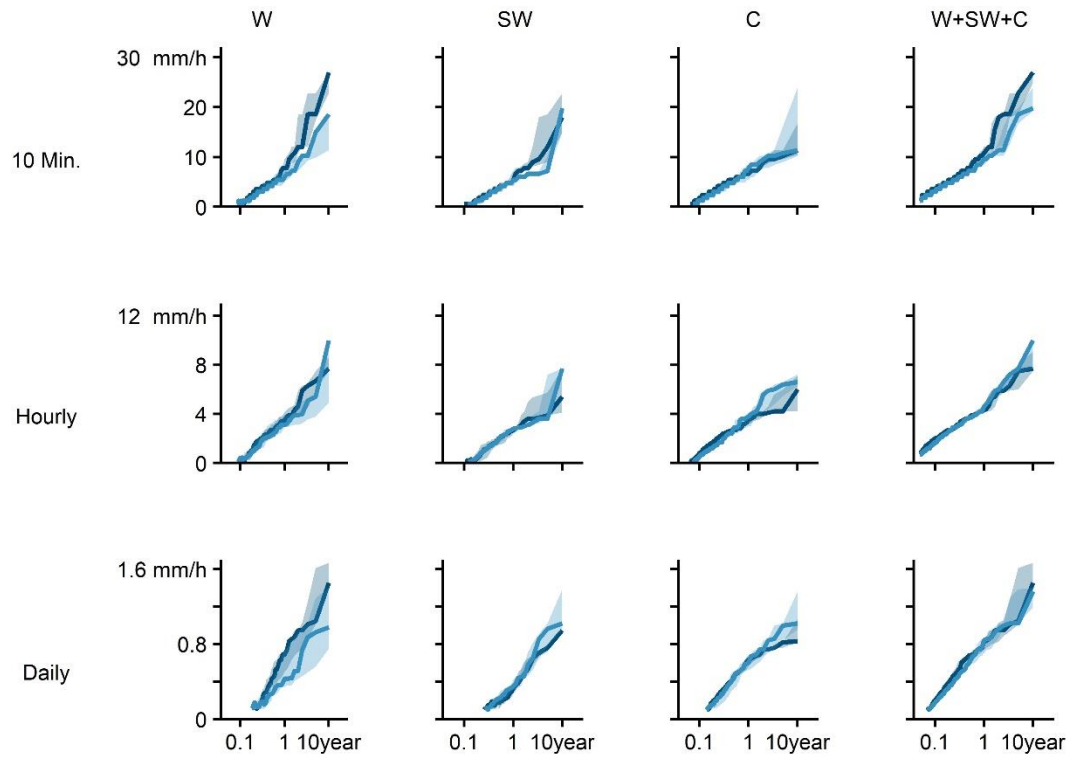 W SW C W+SW+C
30 mm/h
20
10 Min.
10
0
12 mm/h
8
Hourly
4
0
1.6 mm/h
0.8
Daily
0
0.1 1 10year 0.1 1 10year 0.1 1 10year 0.1 1 10year